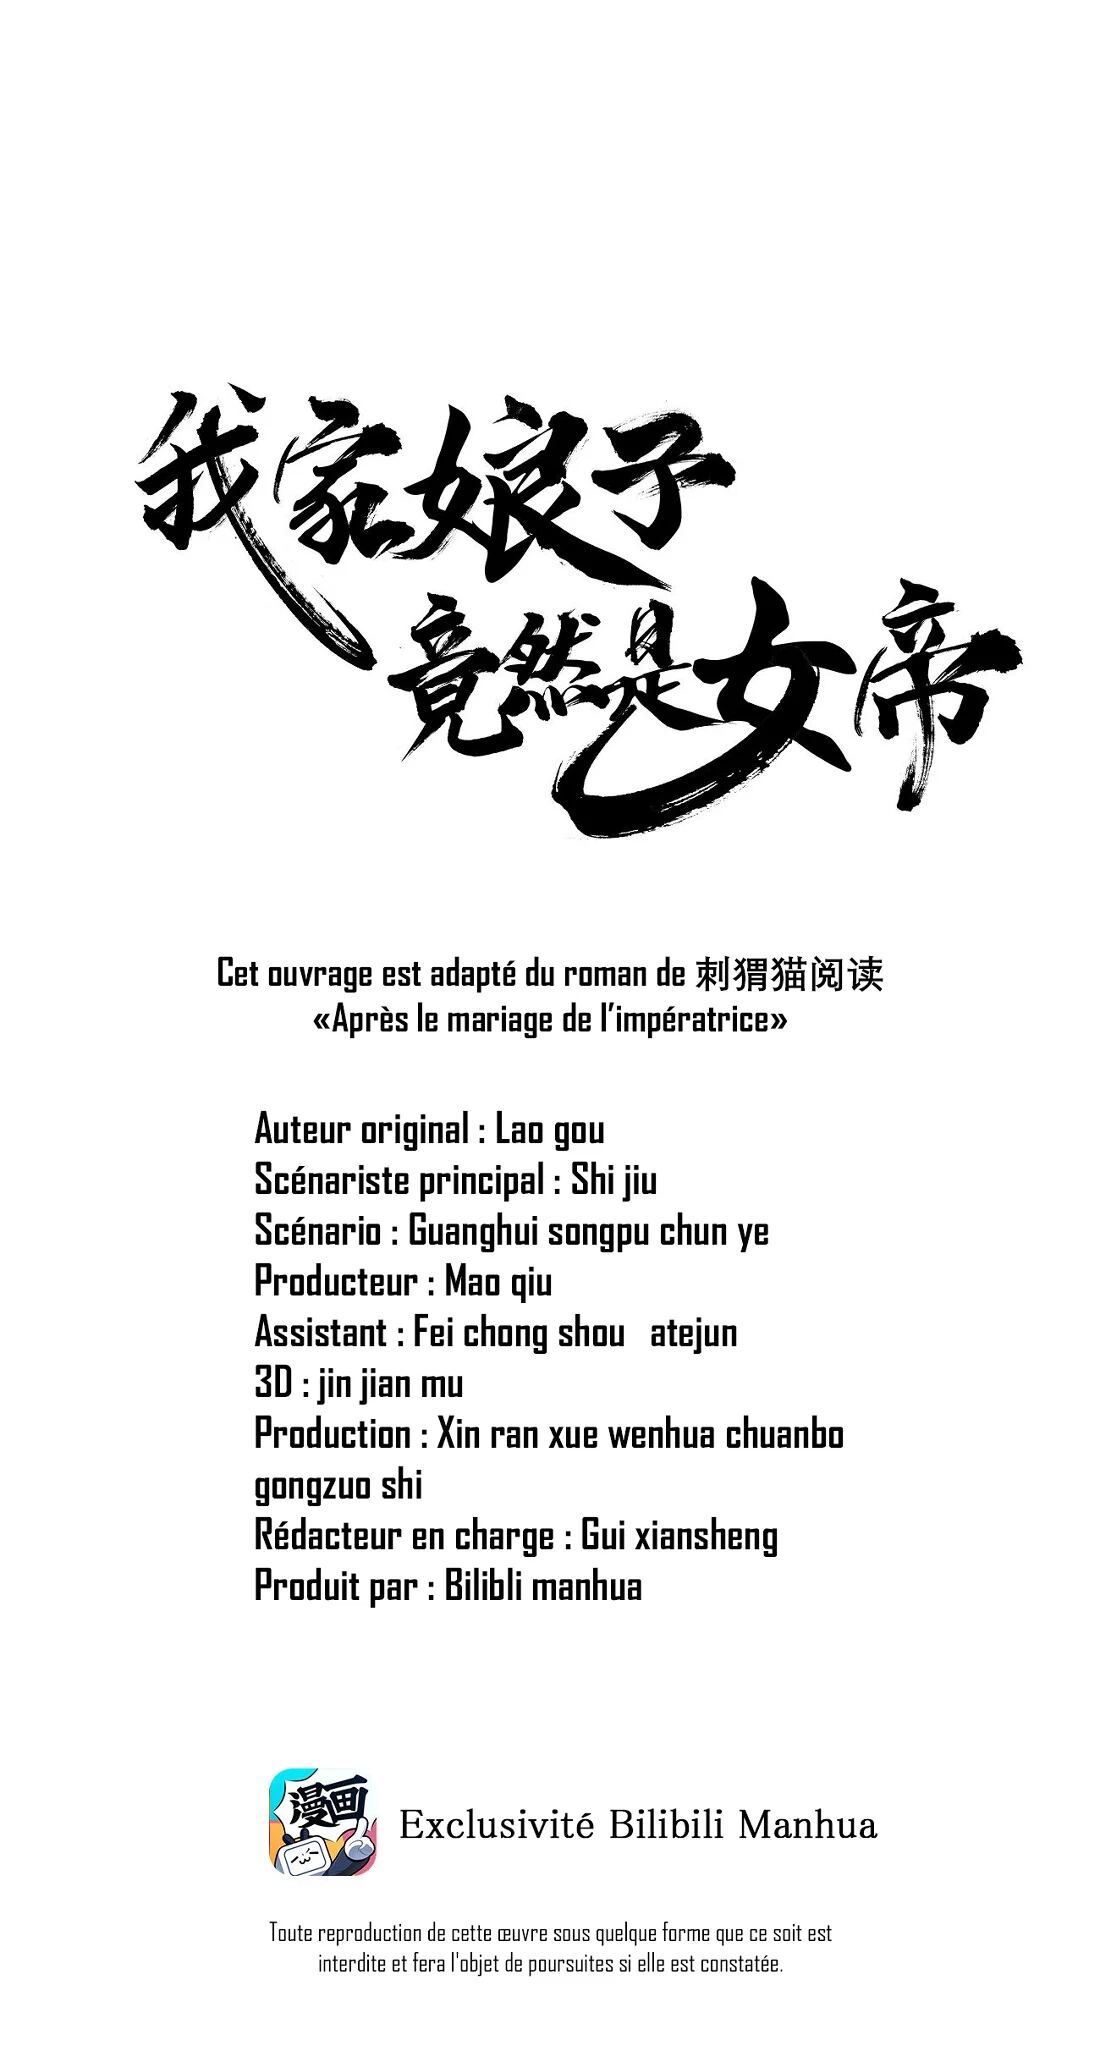 我家娘子
竟然是女帝
Cet ouvrage est adapté du roman de 刺猬猫阅读
«Après le mariage de l’impératrice»
Auteur original : Lao gou
Scénariste principal : Shi jiu
Scénario : Guanghui songpu chun ye
Producteur : Mao qiu
Assistant : Fei chong shou atejun
3D : jin jian mu
Production : Xin ran xue wenhua chuanbo
gongzuo shi
Rédacteur en charge : Gui xiansheng
Produit par : Bilibli manhua
漫画
Exclusivité Bilibili Manhua
Toute reproduction de cette œuvre sous quelque forme que ce soit est
interdite et fera l'objet de poursuites si elle est constatée.